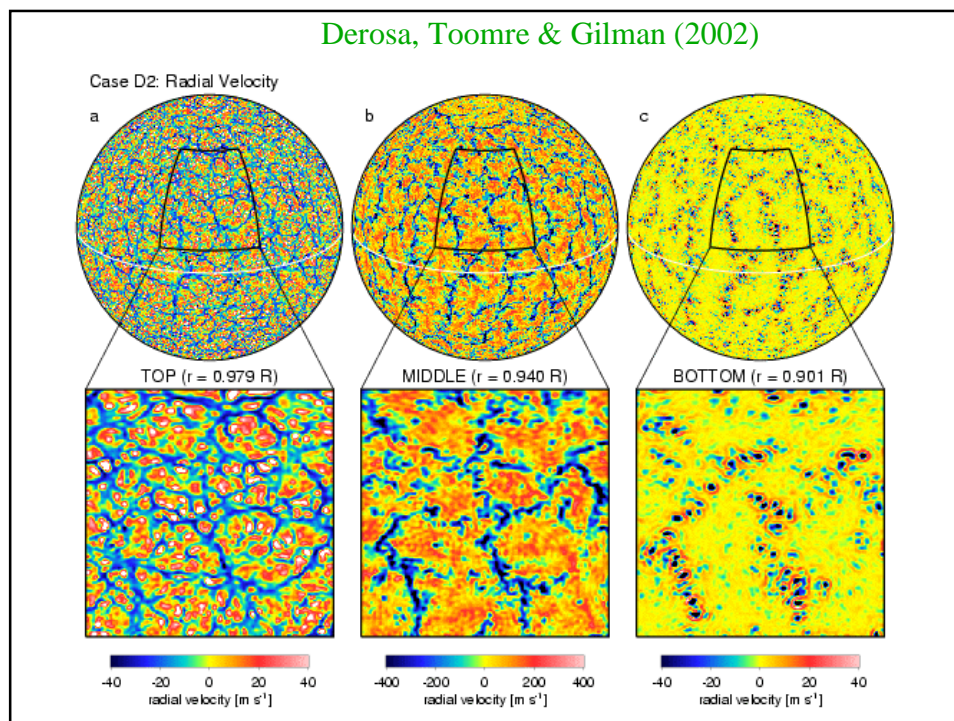 Derosa, Toomre & Gilman (2002)
Case D2: Radial Velocity
a b c
TOP (r = 0.979 R) MIDDLE (r = 0.940 R) BOTTOM (r = 0.901 R)
-40 -20 0 20 40 -400 -200 0 200 400 -40 -20 0 20 40
radial velocity [m s⁻¹] radial velocity [m s⁻¹] radial velocity [m s⁻¹]